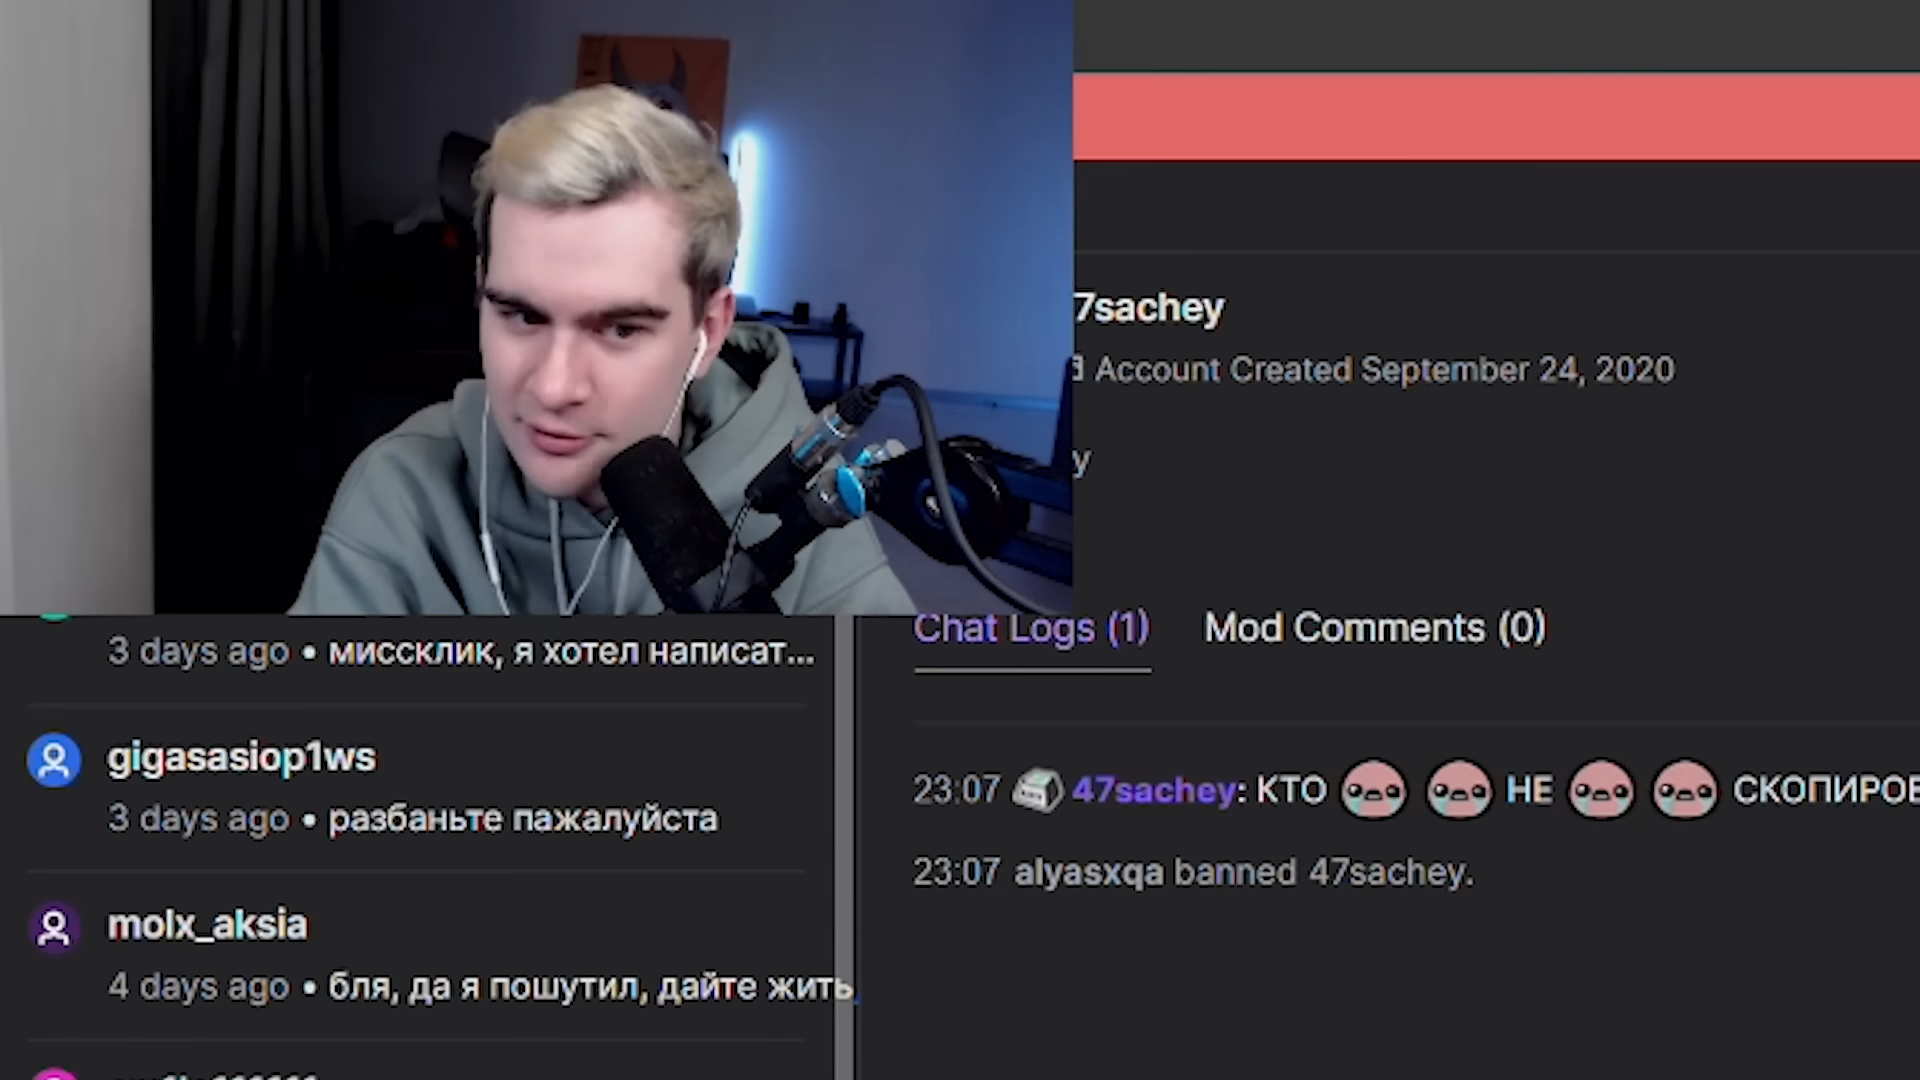 7sachey
Account Created September 24, 2020
y
Chat Logs (1) Mod Comments (0)
3 days ago • миссклик, я хотел написат...
gigasasiop1ws
3 days ago • разбаньте пажалуйста
molx_aksia
4 days ago • бля, да я пошутил, дайте жить
23:07 47sachey: КТО НЕ СКОПИРОВ
23:07 alyasxqa banned 47sachey.